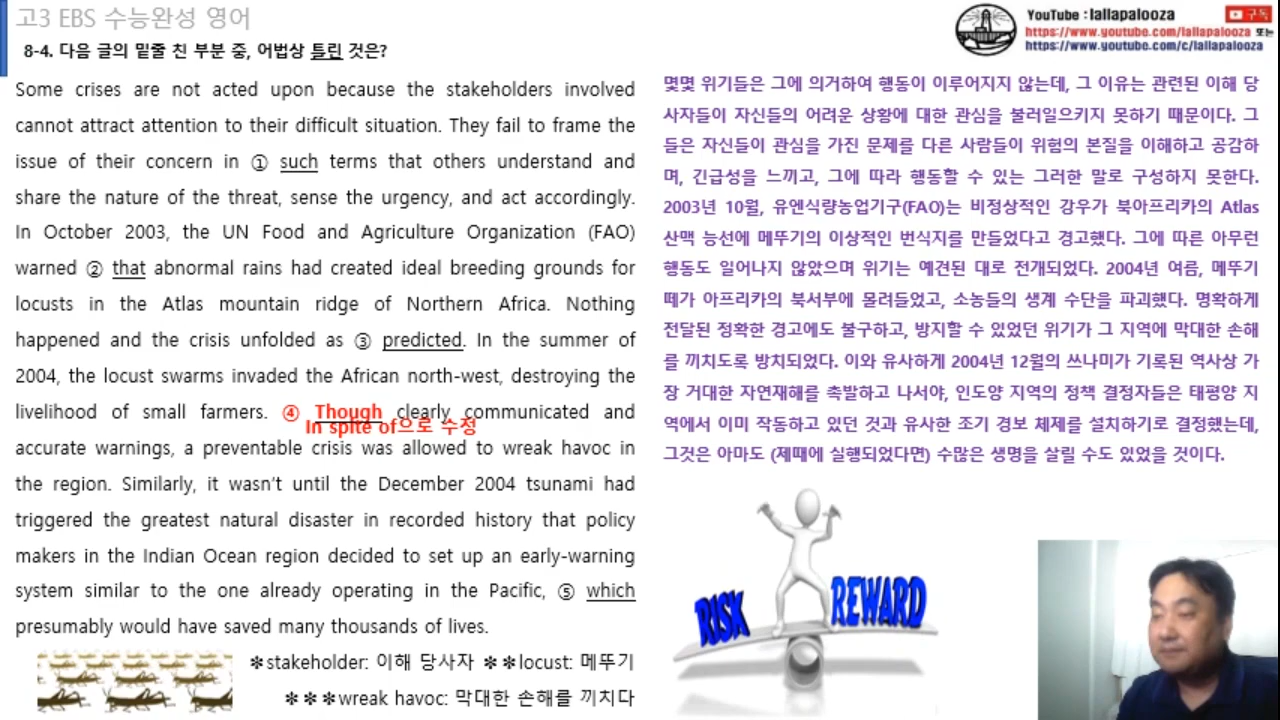 고3 EBS 수능완성 영어
YouTube : lallapalooza 구독
https://www.youtube.com/lallapalooza 또는
https://www.youtube.com/c/lallapalooza
8-4. 다음 글의 밑줄 친 부분 중, 어법상 틀린 것은?
Some crises are not acted upon because the stakeholders involved
cannot attract attention to their difficult situation. They fail to frame the
issue of their concern in ① such terms that others understand and
share the nature of the threat, sense the urgency, and act accordingly.
In October 2003, the UN Food and Agriculture Organization (FAO)
warned ② that abnormal rains had created ideal breeding grounds for
locusts in the Atlas mountain ridge of Northern Africa. Nothing
happened and the crisis unfolded as ③ predicted. In the summer of
2004, the locust swarms invaded the African north-west, destroying the
livelihood of small farmers. ④ Though clearly communicated and
In spite of으로 수정
accurate warnings, a preventable crisis was allowed to wreak havoc in
the region. Similarly, it wasn't until the December 2004 tsunami had
triggered the greatest natural disaster in recorded history that policy
makers in the Indian Ocean region decided to set up an early-warning
system similar to the one already operating in the Pacific, ⑤ which
presumably would have saved many thousands of lives.
✻stakeholder: 이해 당사자 ✻✻locust: 메뚜기
✻✻✻wreak havoc: 막대한 손해를 끼치다
몇몇 위기들은 그에 의거하여 행동이 이루어지지 않는데, 그 이유는 관련된 이해 당
사자들이 자신들의 어려운 상황에 대한 관심을 불러일으키지 못하기 때문이다. 그
들은 자신들이 관심을 가진 문제를 다른 사람들이 위험의 본질을 이해하고 공감하
며, 긴급성을 느끼고, 그에 따라 행동할 수 있는 그러한 말로 구성하지 못한다.
2003년 10월, 유엔식량농업기구(FAO)는 비정상적인 강우가 북아프리카의 Atlas
산맥 능선에 메뚜기의 이상적인 번식지를 만들었다고 경고했다. 그에 따른 아무런
행동도 일어나지 않았으며 위기는 예견된 대로 전개되었다. 2004년 여름, 메뚜기
떼가 아프리카의 북서부에 몰려들었고, 소농들의 생계 수단을 파괴했다. 명확하게
전달된 정확한 경고에도 불구하고, 방지할 수 있었던 위기가 그 지역에 막대한 손해
를 끼치도록 방치되었다. 이와 유사하게 2004년 12월의 쓰나미가 기록된 역사상 가
장 거대한 자연재해를 촉발하고 나서야, 인도양 지역의 정책 결정자들은 태평양 지
역에서 이미 작동하고 있던 것과 유사한 조기 경보 체제를 설치하기로 결정했는데,
그것은 아마도 (제때에 실행되었다면) 수많은 생명을 살릴 수도 있었을 것이다.
RISK REWARD